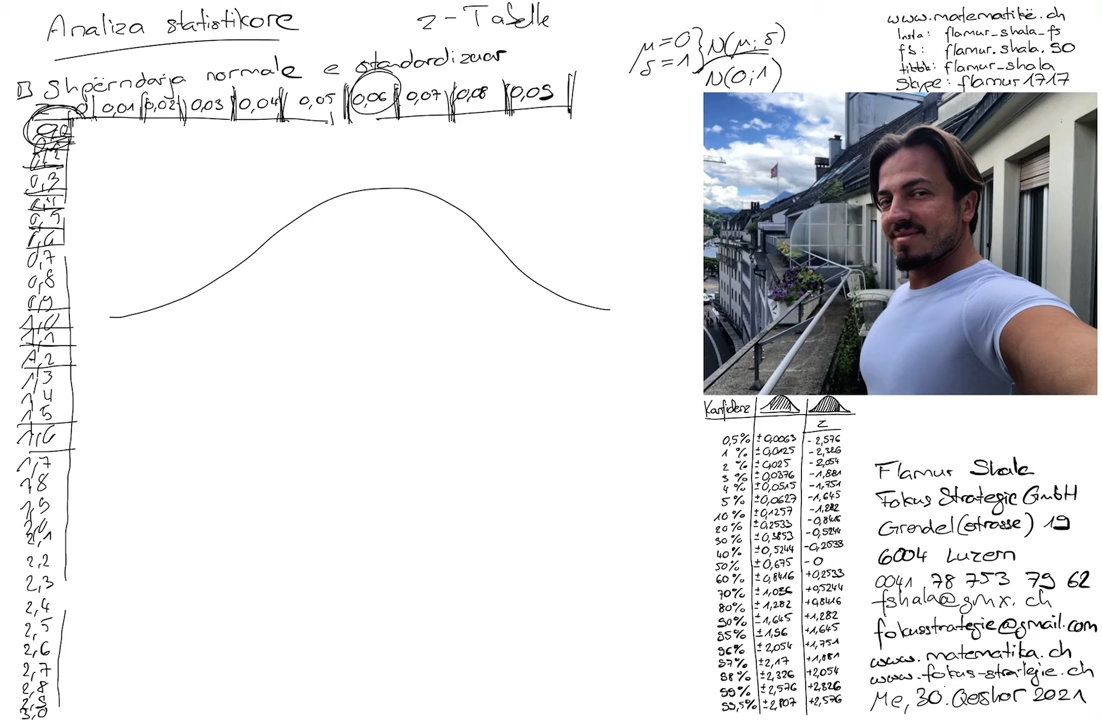 Analiza statistikore
z-Tabelle
① Shpërndarja normale e standardizuar
μ=0
δ=1
N(μ;δ)
N(0;1)
0 0,01 0,02 0,03 0,04 0,05 0,06 0,07 0,08 0,09
0,0
0,2
0,3
0,4
0,5
0,6
0,7
0,8
0,9
1,0
1,1
1,2
1,3
1,4
1,5
1,6
1,7
1,8
1,9
2,0
2,1
2,2
2,3
2,4
2,5
2,6
2,7
2,8
2,9
3,0
www.matematikë.ch
Insta: flamur_shala_fs
fb: flamur.shala.90
tiktok: flamur_shala
Skype: flamur1717
Konfidenz
z
0,5% ±0,0063 -2,576
1 % ±0,0125 -2,326
2 % ±0,025 -2,054
3 % ±0,0376 -1,881
4 % ±0,0515 -1,751
5 % ±0,0627 -1,645
10 % ±0,1257 -1,282
20 % ±0,2533 -0,8416
30 % ±0,3853 -0,5244
40% ±0,5244 -0,2533
50% ±0,675 -0
60% ±0,8416 +0,2533
70% ±1,036 +0,5244
80% ±1,282 +0,8416
90% ±1,645 +1,282
95% ±1,96 +1,645
96% ±2,054 +1,751
97% ±2,17 +1,881
98% ±2,326 +2,054
99% ±2,576 +2,326
99,5% ±2,807 +2,576
Flamur Shala
Fokus Strategie GmbH
Grendel(strasse) 19
6004 Luzern
0041 78 753 79 62
fshala@gmx.ch
fokusstrategie@gmail.com
www.matematika.ch
www.fokus-strategie.ch
Me, 30. Qershor 2021